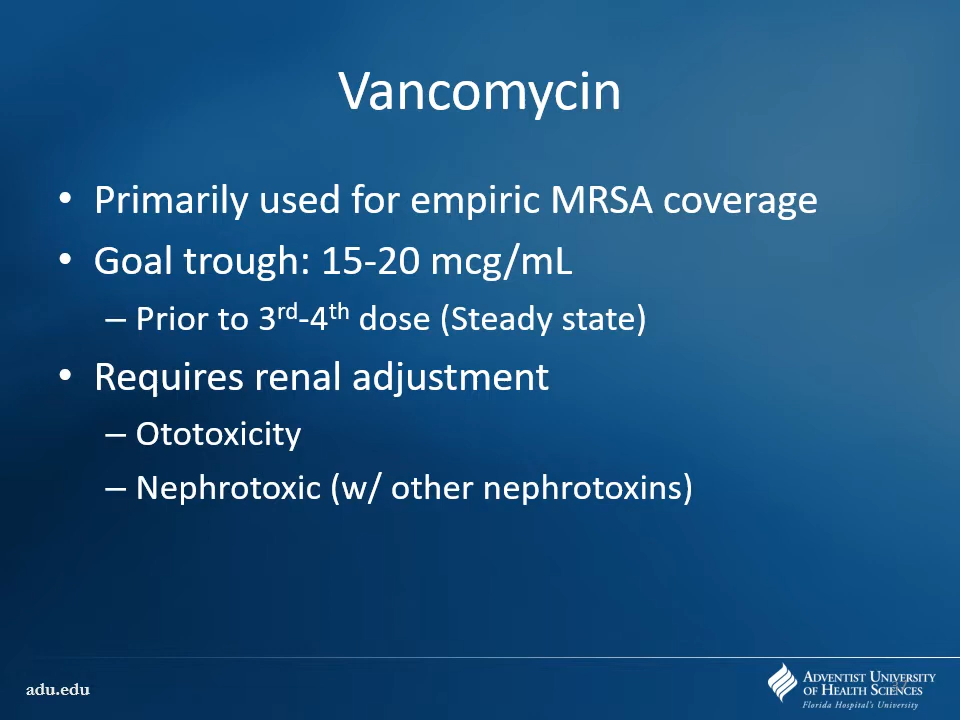 Vancomycin
• Primarily used for empiric MRSA coverage
• Goal trough: 15-20 mcg/mL
– Prior to 3rd-4th dose (Steady state)
• Requires renal adjustment
– Ototoxicity
– Nephrotoxic (w/ other nephrotoxins)
adu.edu
ADVENTIST UNIVERSITY
OF HEALTH SCIENCES
Florida Hospital's University